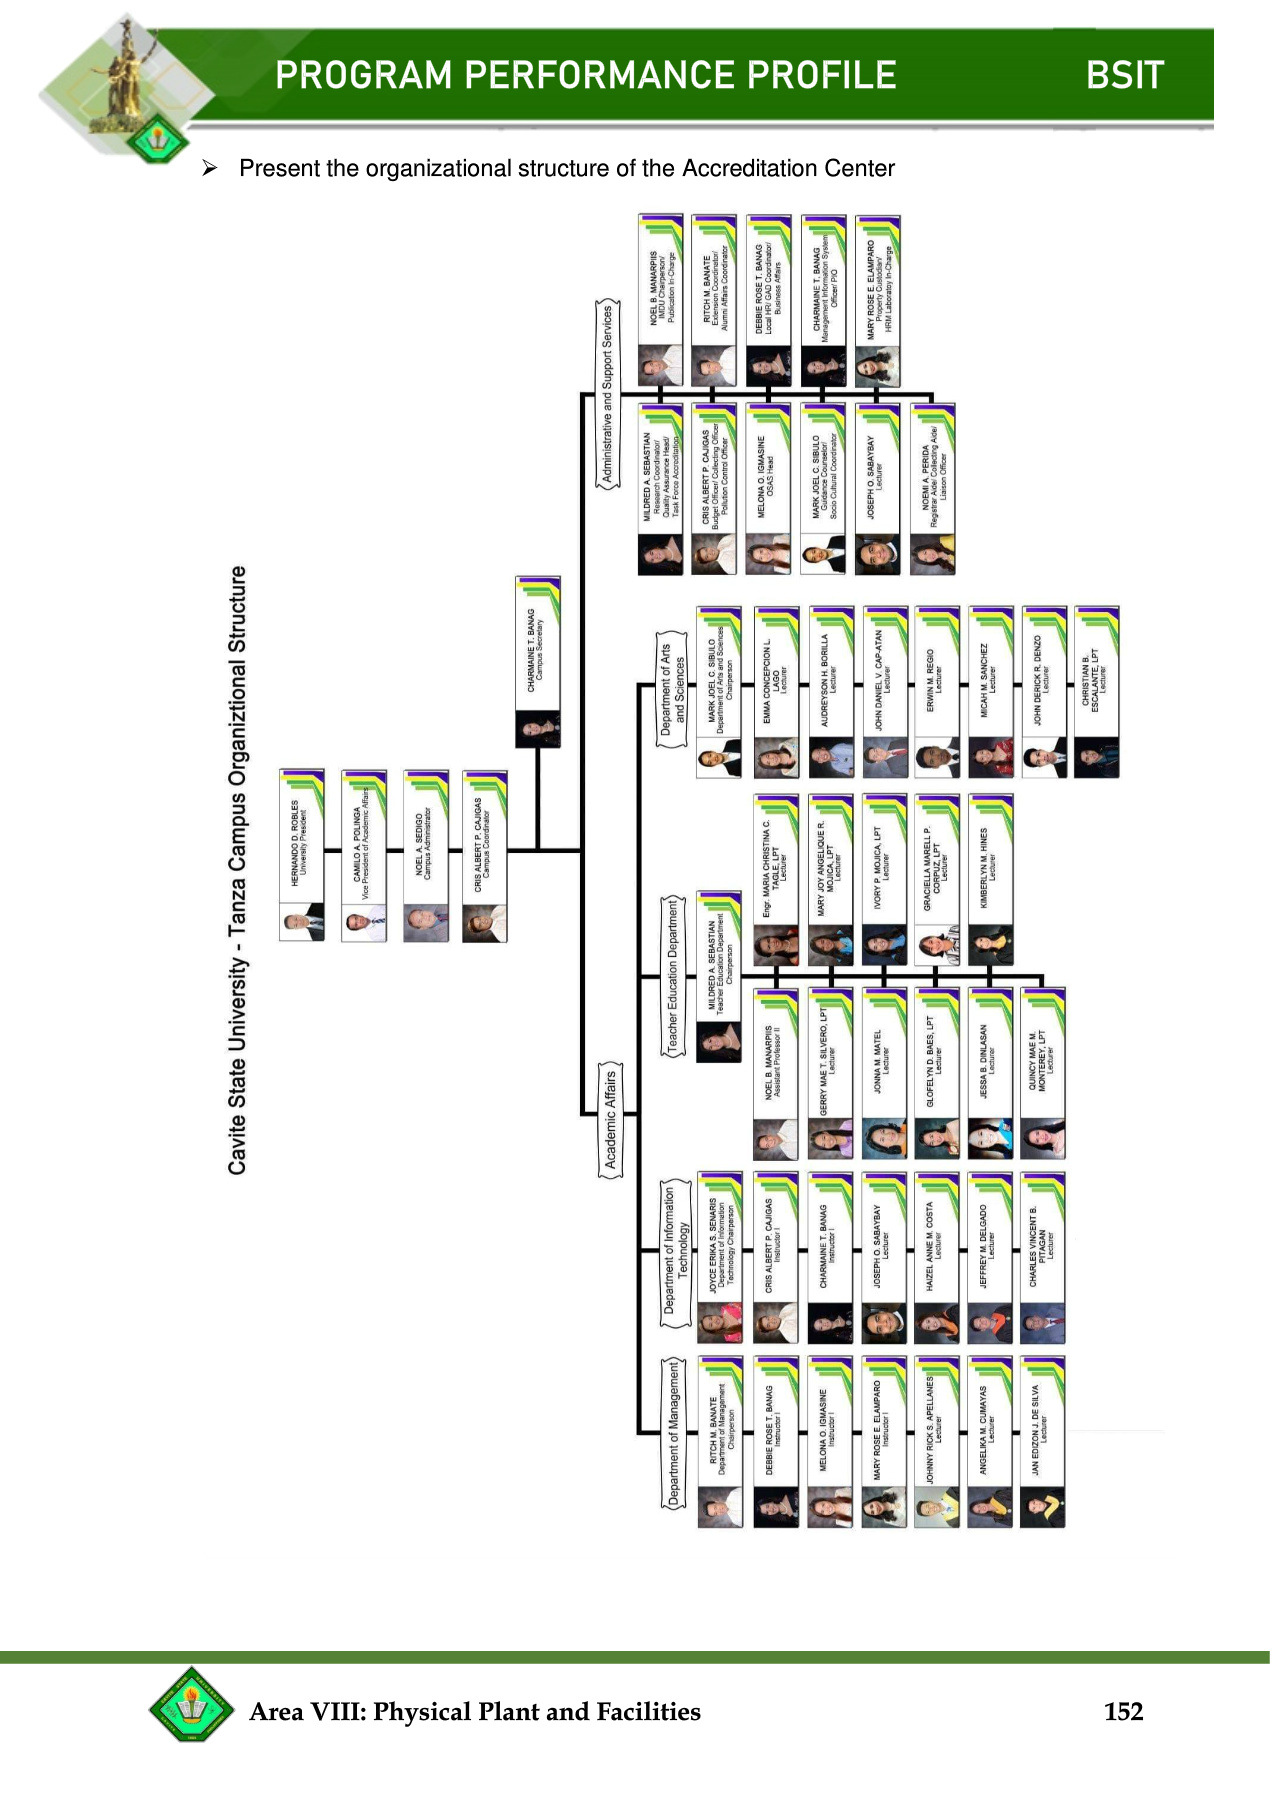 PROGRAM PERFORMANCE PROFILE BSIT
➢ Present the organizational structure of the Accreditation Center
Cavite State University - Tanza Campus Organiztional Structure
HERNANDO D. ROBLES
University President
CAMILO A. POLINGA
Vice President of Academic Affairs
NOEL A. SEDIGO
Campus Administrator
CRIS ALBERT P. CAJIGAS
Campus Coordinator
CHARMAINE T. BANAG
Campus Secretary
Academic Affairs
Administrative and Support Services
Department of Management
RITCH M. BANATE
Department of Management
Chairperson
DEBBIE ROSE T. BANAG
Instructor I
MELONA O. IGMASINE
Instructor I
MARY ROSE E. ELAMPARO
Instructor I
JOHNNY RICK S. APELLANES
Lecturer
ANGELIKA M. CUMAYAS
Lecturer
JAN EDIZON J. DE SILVA
Lecturer
Department of Information
Technology
JOYCE ERIKA S. SENARIS
Department of Information
Technology Chairperson
CRIS ALBERT P. CAJIGAS
Instructor I
CHARMAINE T. BANAG
Instructor I
JOSEPH O. SABAYBAY
Lecturer
HAIZEL ANNE M. COSTA
Lecturer
JEFFREY M. DELGADO
Lecturer
CHARLES VINCENT B.
PITAGAN
Lecturer
Teacher Education Department
MILDRED A. SEBASTIAN
Teacher Education Department
Chairperson
NOEL B. MANARPIIS
Assistant Professor II
GERRY MAE T. SILVERO, LPT
Lecturer
JONNA M. MATEL
Lecturer
GLOFELYN D. BAES, LPT
Lecturer
JESSA B. DINLASAN
Lecturer
QUINCY MAE M.
MONTEREY, LPT
Lecturer
Engr. MARIA CHRISTINA C.
TAGLE, LPT
Lecturer
MARY JOY ANGELIQUE R.
MOJICA, LPT
Lecturer
IVORY P. MOJICA, LPT
Lecturer
GRACIELLA MARELL P.
CORPUZ, LPT
Lecturer
KIMBERLYN M. HINES
Lecturer
Department of Arts
and Sciences
MARK JOEL C. SIBULO
Department of Arts and Sciences
Chairperson
EMMA CONCEPCION L.
LAGO
Lecturer
AUDREYSON H. BORILLA
Lecturer
JOHN DANIEL V. CAP-ATAN
Lecturer
ERWIN M. REGIO
Lecturer
MICAH M. SANCHEZ
Lecturer
JOHN DERICK R. DENZO
Lecturer
CHRISTIAN B.
ESCALANTE, LPT
Lecturer
MILDRED A. SEBASTIAN
Research Coordinator/
Quality Assurance Head/
Task Force Accreditation
CRIS ALBERT P. CAJIGAS
Budget Officer/ Collecting Officer
Pollution Control Officer
MELONA O. IGMASINE
OSAS Head
MARK JOEL C. SIBULO
Guidance Counselor/
Socio Cultural Coordinator
JOSEPH O. SABAYBAY
Lecturer
NOEMI A. PERIDA
Registrar Aide/ Collecting Aide/
Liaison Officer
NOEL B. MANARPIIS
IMDU Chairperson/
Publication In-Charge
RITCH M. BANATE
Extension Coordinator/
Alumni Affairs Coordinator
DEBBIE ROSE T. BANAG
Local HR/ GAD Coordinator/
Business Affairs
CHARMAINE T. BANAG
Management Information System
Officer/ PIO
MARY ROSE E. ELAMPARO
Property Custodian/
HRM Laboratoy In-Charge
Area VIII: Physical Plant and Facilities 152